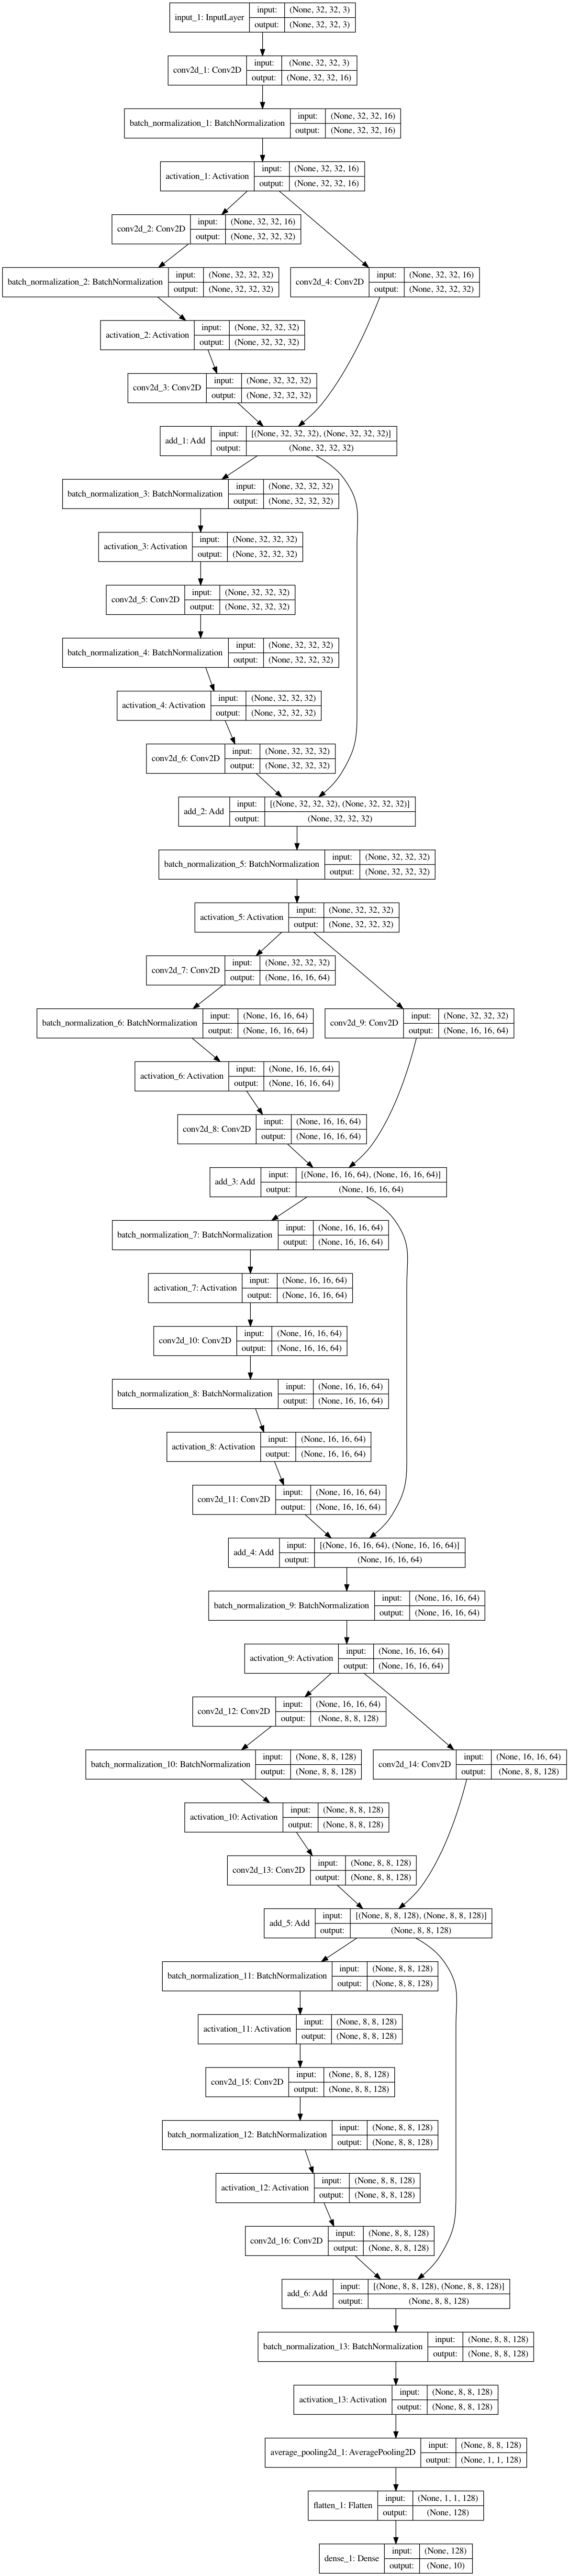 input_1: InputLayer input: (None, 32, 32, 3)
output: (None, 32, 32, 3)
conv2d_1: Conv2D input: (None, 32, 32, 3)
output: (None, 32, 32, 16)
batch_normalization_1: BatchNormalization input: (None, 32, 32, 16)
output: (None, 32, 32, 16)
activation_1: Activation input: (None, 32, 32, 16)
output: (None, 32, 32, 16)
conv2d_2: Conv2D input: (None, 32, 32, 16)
output: (None, 32, 32, 32)
batch_normalization_2: BatchNormalization input: (None, 32, 32, 32)
output: (None, 32, 32, 32)
conv2d_4: Conv2D input: (None, 32, 32, 16)
output: (None, 32, 32, 32)
activation_2: Activation input: (None, 32, 32, 32)
output: (None, 32, 32, 32)
conv2d_3: Conv2D input: (None, 32, 32, 32)
output: (None, 32, 32, 32)
add_1: Add input: [(None, 32, 32, 32), (None, 32, 32, 32)]
output: (None, 32, 32, 32)
batch_normalization_3: BatchNormalization input: (None, 32, 32, 32)
output: (None, 32, 32, 32)
activation_3: Activation input: (None, 32, 32, 32)
output: (None, 32, 32, 32)
conv2d_5: Conv2D input: (None, 32, 32, 32)
output: (None, 32, 32, 32)
batch_normalization_4: BatchNormalization input: (None, 32, 32, 32)
output: (None, 32, 32, 32)
activation_4: Activation input: (None, 32, 32, 32)
output: (None, 32, 32, 32)
conv2d_6: Conv2D input: (None, 32, 32, 32)
output: (None, 32, 32, 32)
add_2: Add input: [(None, 32, 32, 32), (None, 32, 32, 32)]
output: (None, 32, 32, 32)
batch_normalization_5: BatchNormalization input: (None, 32, 32, 32)
output: (None, 32, 32, 32)
activation_5: Activation input: (None, 32, 32, 32)
output: (None, 32, 32, 32)
conv2d_7: Conv2D input: (None, 32, 32, 32)
output: (None, 16, 16, 64)
batch_normalization_6: BatchNormalization input: (None, 16, 16, 64)
output: (None, 16, 16, 64)
conv2d_9: Conv2D input: (None, 32, 32, 32)
output: (None, 16, 16, 64)
activation_6: Activation input: (None, 16, 16, 64)
output: (None, 16, 16, 64)
conv2d_8: Conv2D input: (None, 16, 16, 64)
output: (None, 16, 16, 64)
add_3: Add input: [(None, 16, 16, 64), (None, 16, 16, 64)]
output: (None, 16, 16, 64)
batch_normalization_7: BatchNormalization input: (None, 16, 16, 64)
output: (None, 16, 16, 64)
activation_7: Activation input: (None, 16, 16, 64)
output: (None, 16, 16, 64)
conv2d_10: Conv2D input: (None, 16, 16, 64)
output: (None, 16, 16, 64)
batch_normalization_8: BatchNormalization input: (None, 16, 16, 64)
output: (None, 16, 16, 64)
activation_8: Activation input: (None, 16, 16, 64)
output: (None, 16, 16, 64)
conv2d_11: Conv2D input: (None, 16, 16, 64)
output: (None, 16, 16, 64)
add_4: Add input: [(None, 16, 16, 64), (None, 16, 16, 64)]
output: (None, 16, 16, 64)
batch_normalization_9: BatchNormalization input: (None, 16, 16, 64)
output: (None, 16, 16, 64)
activation_9: Activation input: (None, 16, 16, 64)
output: (None, 16, 16, 64)
conv2d_12: Conv2D input: (None, 16, 16, 64)
output: (None, 8, 8, 128)
batch_normalization_10: BatchNormalization input: (None, 8, 8, 128)
output: (None, 8, 8, 128)
conv2d_14: Conv2D input: (None, 16, 16, 64)
output: (None, 8, 8, 128)
activation_10: Activation input: (None, 8, 8, 128)
output: (None, 8, 8, 128)
conv2d_13: Conv2D input: (None, 8, 8, 128)
output: (None, 8, 8, 128)
add_5: Add input: [(None, 8, 8, 128), (None, 8, 8, 128)]
output: (None, 8, 8, 128)
batch_normalization_11: BatchNormalization input: (None, 8, 8, 128)
output: (None, 8, 8, 128)
activation_11: Activation input: (None, 8, 8, 128)
output: (None, 8, 8, 128)
conv2d_15: Conv2D input: (None, 8, 8, 128)
output: (None, 8, 8, 128)
batch_normalization_12: BatchNormalization input: (None, 8, 8, 128)
output: (None, 8, 8, 128)
activation_12: Activation input: (None, 8, 8, 128)
output: (None, 8, 8, 128)
conv2d_16: Conv2D input: (None, 8, 8, 128)
output: (None, 8, 8, 128)
add_6: Add input: [(None, 8, 8, 128), (None, 8, 8, 128)]
output: (None, 8, 8, 128)
batch_normalization_13: BatchNormalization input: (None, 8, 8, 128)
output: (None, 8, 8, 128)
activation_13: Activation input: (None, 8, 8, 128)
output: (None, 8, 8, 128)
average_pooling2d_1: AveragePooling2D input: (None, 8, 8, 128)
output: (None, 1, 1, 128)
flatten_1: Flatten input: (None, 1, 1, 128)
output: (None, 128)
dense_1: Dense input: (None, 128)
output: (None, 10)